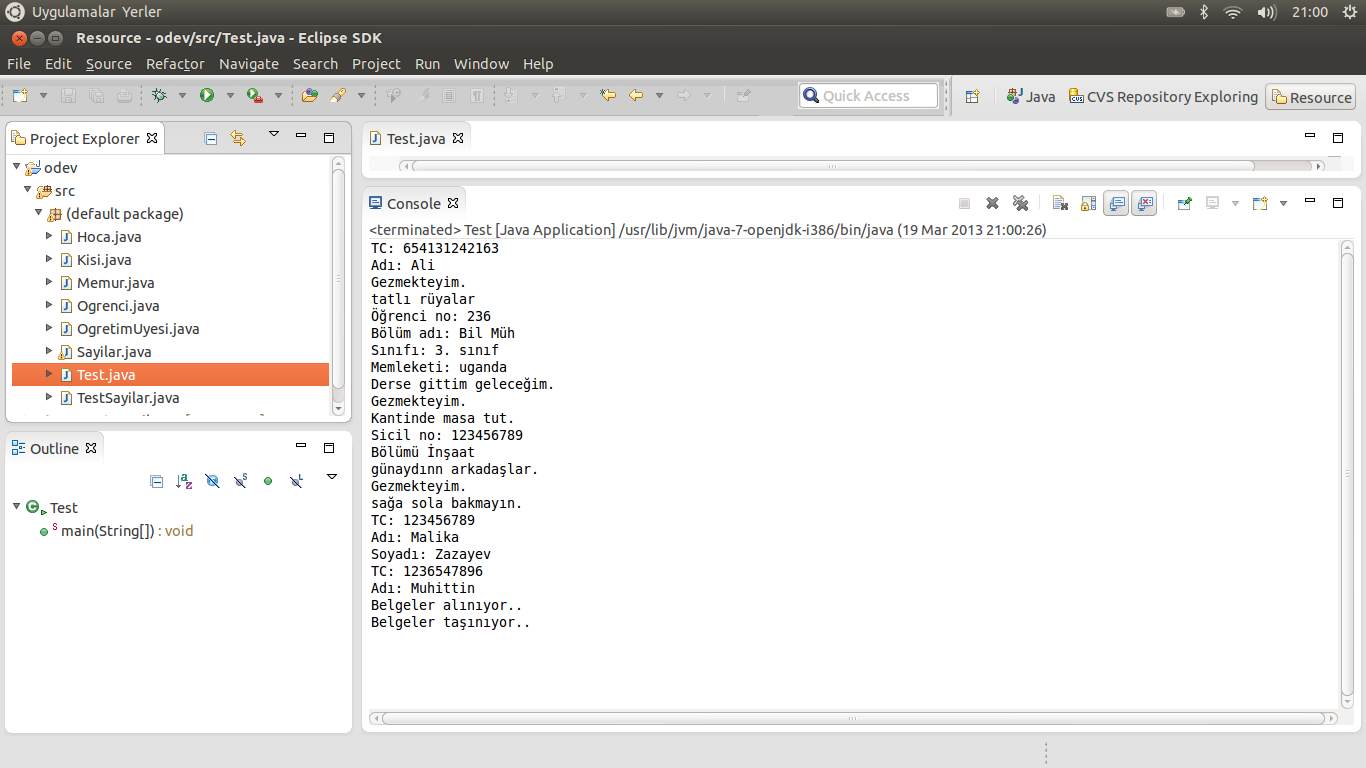 Uygulamalar Yerler
21:00
Resource - odev/src/Test.java - Eclipse SDK
File Edit Source Refactor Navigate Search Project Run Window Help
Quick Access
Java
CVS Repository Exploring
Resource
Project Explorer
odev
src
(default package)
Hoca.java
Kisi.java
Memur.java
Ogrenci.java
OgretimUyesi.java
Sayilar.java
Test.java
TestSayilar.java
Outline
Test
main(String[]) : void
Test.java
Console
<terminated> Test [Java Application] /usr/lib/jvm/java-7-openjdk-i386/bin/java (19 Mar 2013 21:00:26)
TC: 654131242163
Adı: Ali
Gezmekteyim.
tatlı rüyalar
Öğrenci no: 236
Bölüm adı: Bil Müh
Sınıfı: 3. sınıf
Memleketi: uganda
Derse gittim geleceğim.
Gezmekteyim.
Kantinde masa tut.
Sicil no: 123456789
Bölümü İnşaat
günaydınn arkadaşlar.
Gezmekteyim.
sağa sola bakmayın.
TC: 123456789
Adı: Malika
Soyadı: Zazayev
TC: 1236547896
Adı: Muhittin
Belgeler alınıyor..
Belgeler taşınıyor..